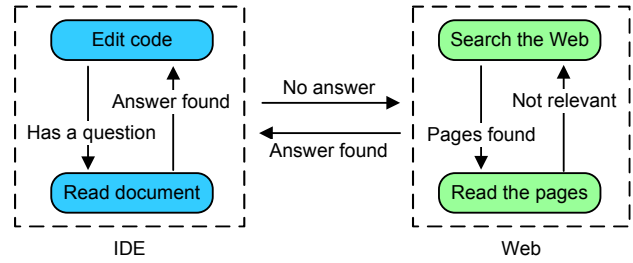 Edit code
Answer found
Has a question
Read document
IDE
No answer
Answer found
Search the Web
Not relevant
Pages found
Read the pages
Web